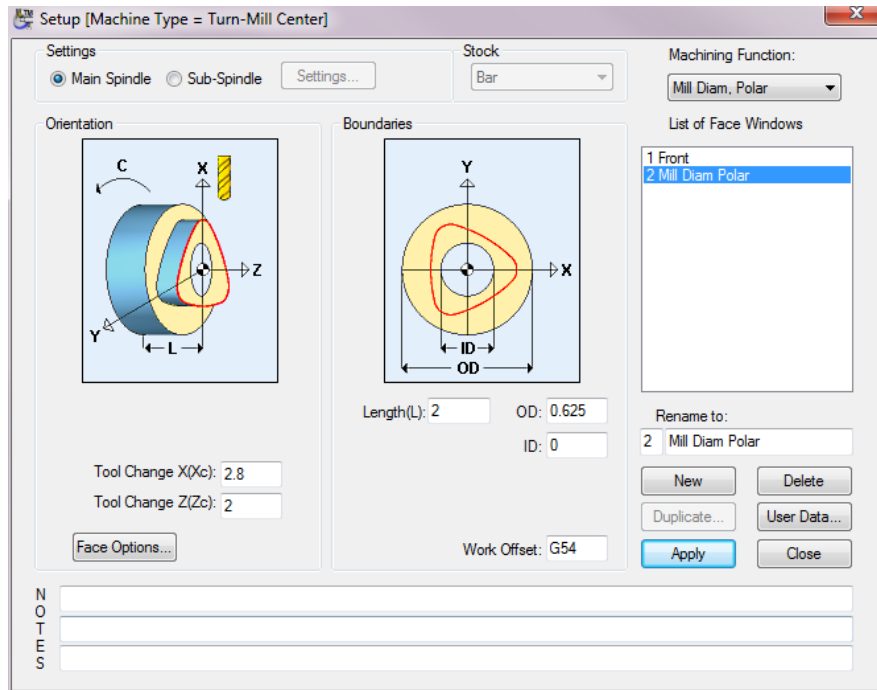 Setup [Machine Type = Turn-Mill Center]
Settings
Main Spindle Sub-Spindle Settings...
Stock
Bar
Machining Function:
Mill Diam, Polar
Orientation
C X
Z
Y
L
Boundaries
Y
X
ID
OD
Length(L): 2 OD: 0.625
ID: 0
Tool Change X(Xc): 2.8
Tool Change Z(Zc): 2
Face Options...
Work Offset: G54
List of Face Windows
1 Front
2 Mill Diam Polar
Rename to:
2 Mill Diam Polar
New Delete
Duplicate... User Data...
Apply Close
NOTES